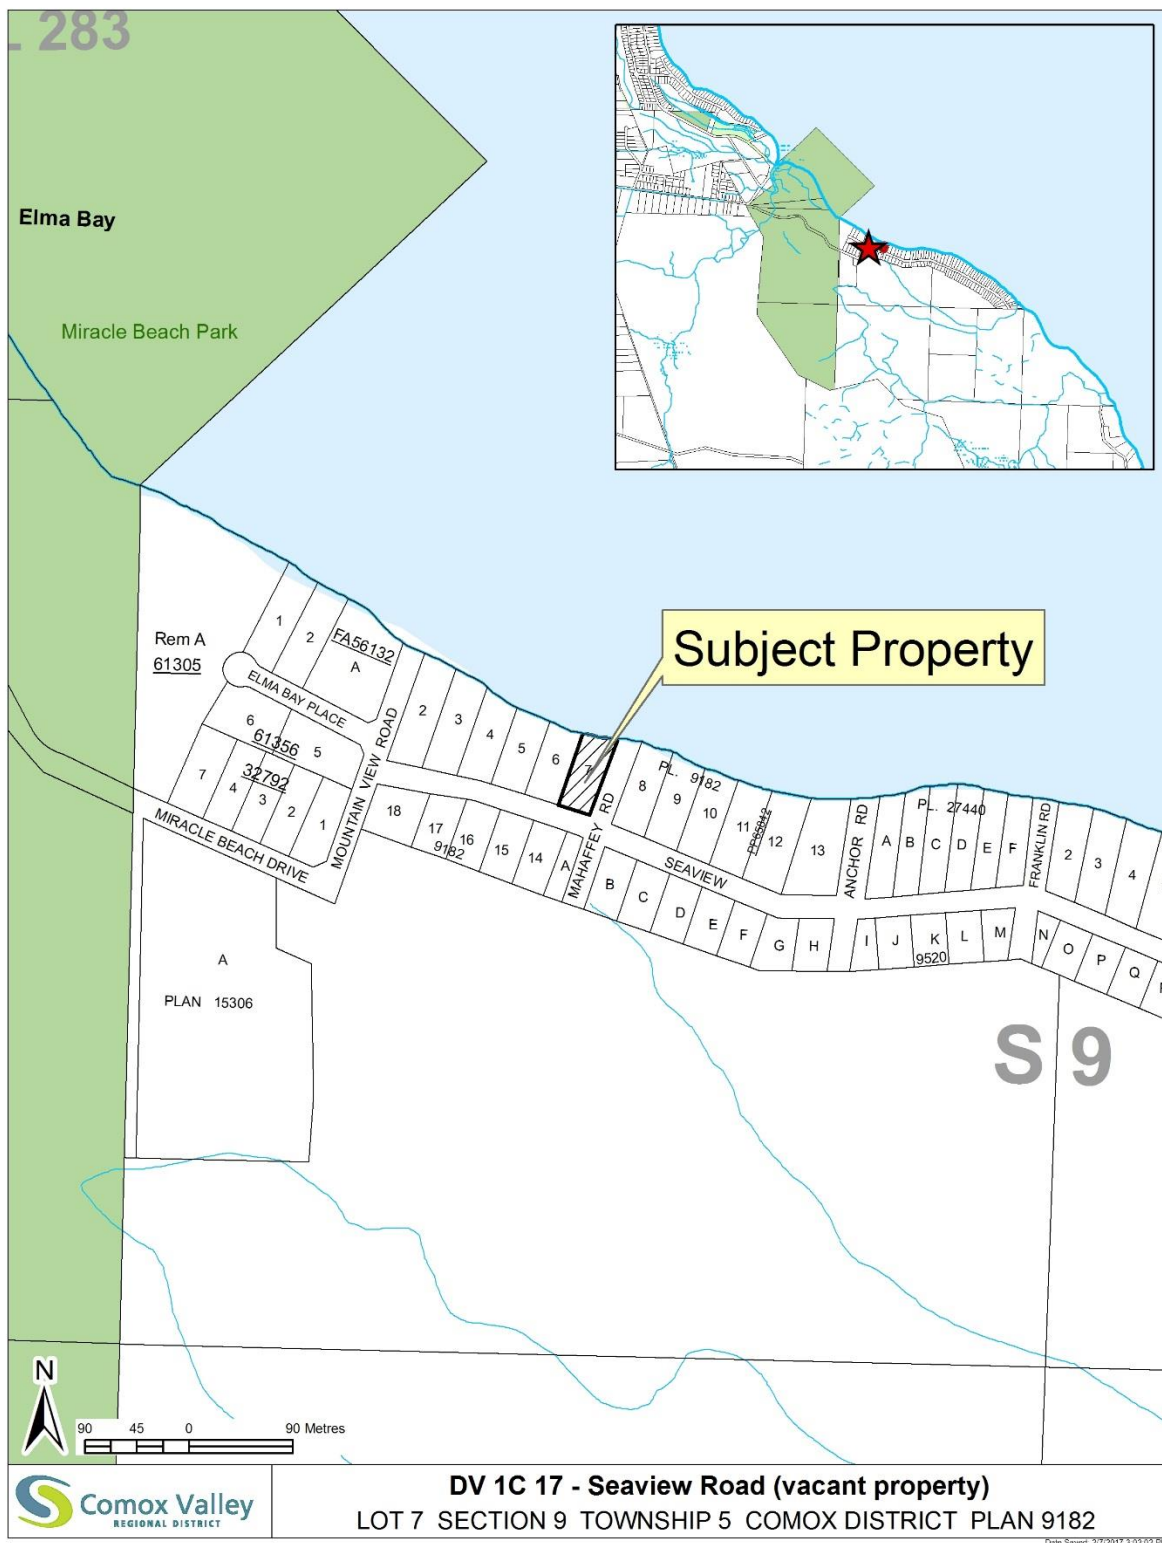 L 283
Elma Bay
Miracle Beach Park
Subject Property
Rem A
61305
1
2
FA56132
A
ELMA BAY PLACE
6
61356
5
7
32792
4
3
2
1
MOUNTAIN VIEW ROAD
MIRACLE BEACH DRIVE
2
3
4
5
6
7
PL. 9182
8
9
10
11
PP65842
12
13
MAHAFFEY RD
SEAVIEW
ANCHOR RD
A
B
C
D
E
F
PL. 27440
FRANKLIN RD
2
3
4
18
17
9182
16
15
14
A
B
C
D
E
F
G
H
I
J
K
9520
L
M
N
O
P
Q
A
PLAN 15306
S 9
N
90 45 0 90 Metres
Comox Valley
REGIONAL DISTRICT
DV 1C 17 - Seaview Road (vacant property)
LOT 7 SECTION 9 TOWNSHIP 5 COMOX DISTRICT PLAN 9182